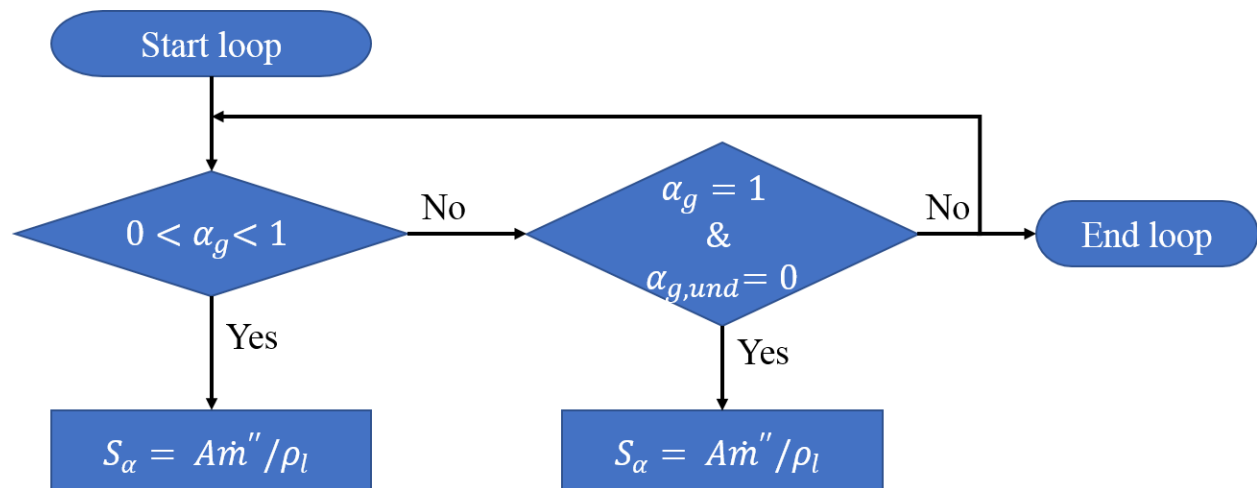 Start loop
0 < α_g < 1
No
α_g = 1
&
α_{g,und} = 0
No
End loop
Yes
Yes
S_α = Aṁ″/ρ_l
S_α = Aṁ″/ρ_l